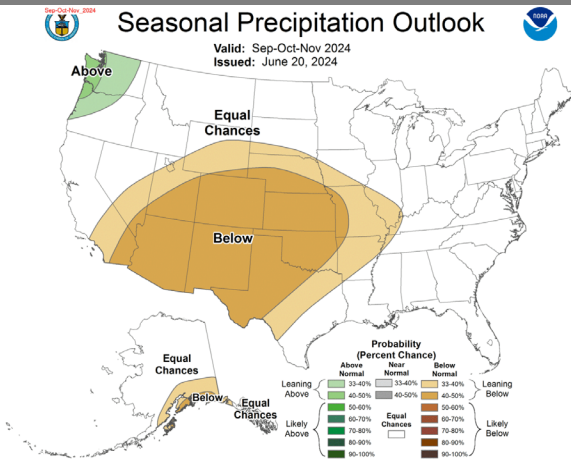 Sep-Oct-Nov 2024
Seasonal Precipitation Outlook
NOAA
Valid: Sep-Oct-Nov 2024
Issued: June 20, 2024
Above
Equal
Chances
Below
Equal
Chances
Below
Equal
Chances
Probability
(Percent Chance)
Above
Normal
Near
Normal
Below
Normal
Leaning
Above
33-40%
33-40%
33-40%
Leaning
Below
40-50%
40-50%
40-50%
Likely
Above
50-60%
60-70%
70-80%
80-90%
90-100%
Equal
Chances
50-60%
60-70%
70-80%
80-90%
90-100%
Likely
Below